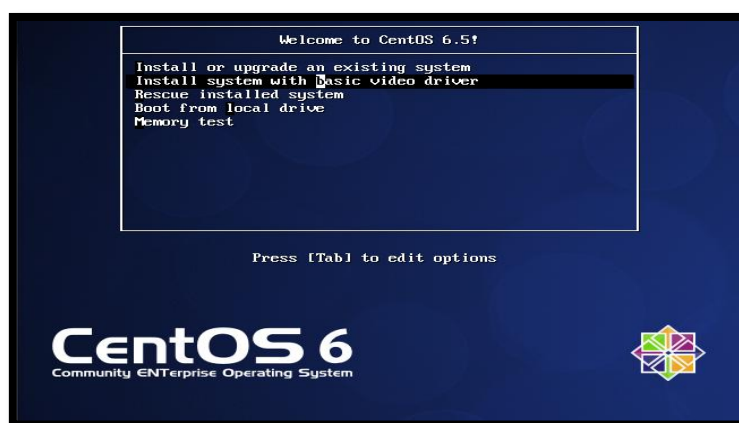 Welcome to CentOS 6.5!
Install or upgrade an existing system
Install system with basic video driver
Rescue installed system
Boot from local drive
Memory test
Press [Tab] to edit options
CentOS 6
Community ENTerprise Operating System